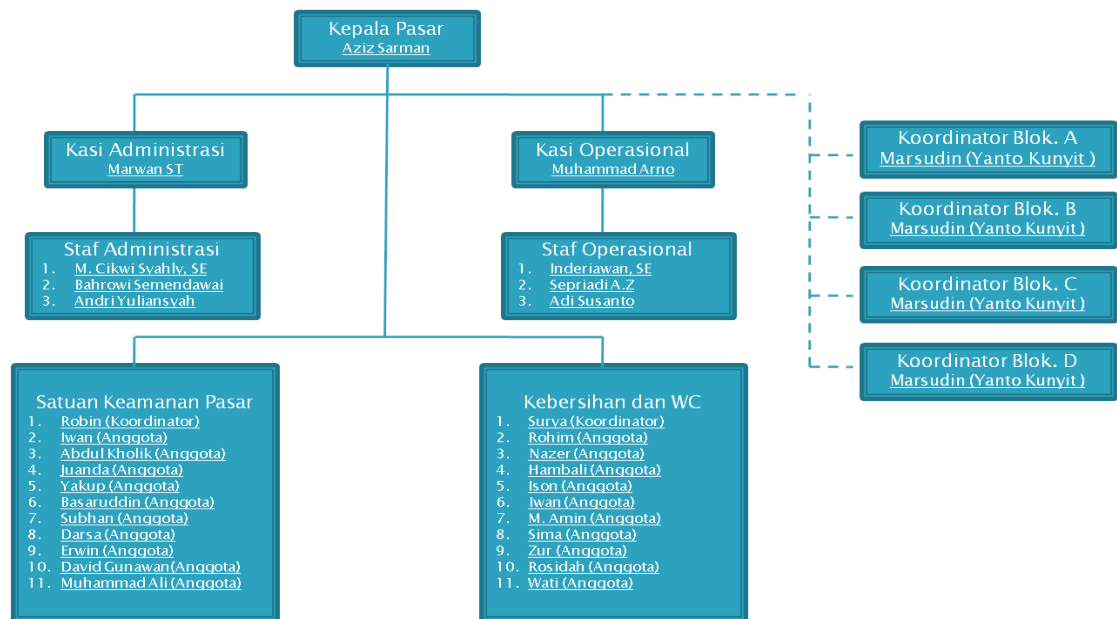 Kepala Pasar
Aziz Sarman
Kasi Administrasi
Marwan ST
Kasi Operasional
Muhammad Arno
Koordinator Blok. A
Marsudin (Yanto Kunyit )
Koordinator Blok. B
Marsudin (Yanto Kunyit )
Koordinator Blok. C
Marsudin (Yanto Kunyit )
Koordinator Blok. D
Marsudin (Yanto Kunyit )
Staf Administrasi
1. M. Cikwi Syahly, SE
2. Bahrowi Semendawai
3. Andri Yuliansyah
Staf Operasional
1. Inderiawan, SE
2. Sepriadi A.Z
3. Adi Susanto
Satuan Keamanan Pasar
1. Robin (Koordinator)
2. Iwan (Anggota)
3. Abdul Kholik (Anggota)
4. Juanda (Anggota)
5. Yakup (Anggota)
6. Basaruddin (Anggota)
7. Subhan (Anggota)
8. Darsa (Anggota)
9. Erwin (Anggota)
10. David Gunawan(Anggota)
11. Muhammad Ali (Anggota)
Kebersihan dan WC
1. Surya (Koordinator)
2. Rohim (Anggota)
3. Nazer (Anggota)
4. Hambali (Anggota)
5. Ison (Anggota)
6. Iwan (Anggota)
7. M. Amin (Anggota)
8. Sima (Anggota)
9. Zur (Anggota)
10. Rosidah (Anggota)
11. Wati (Anggota)